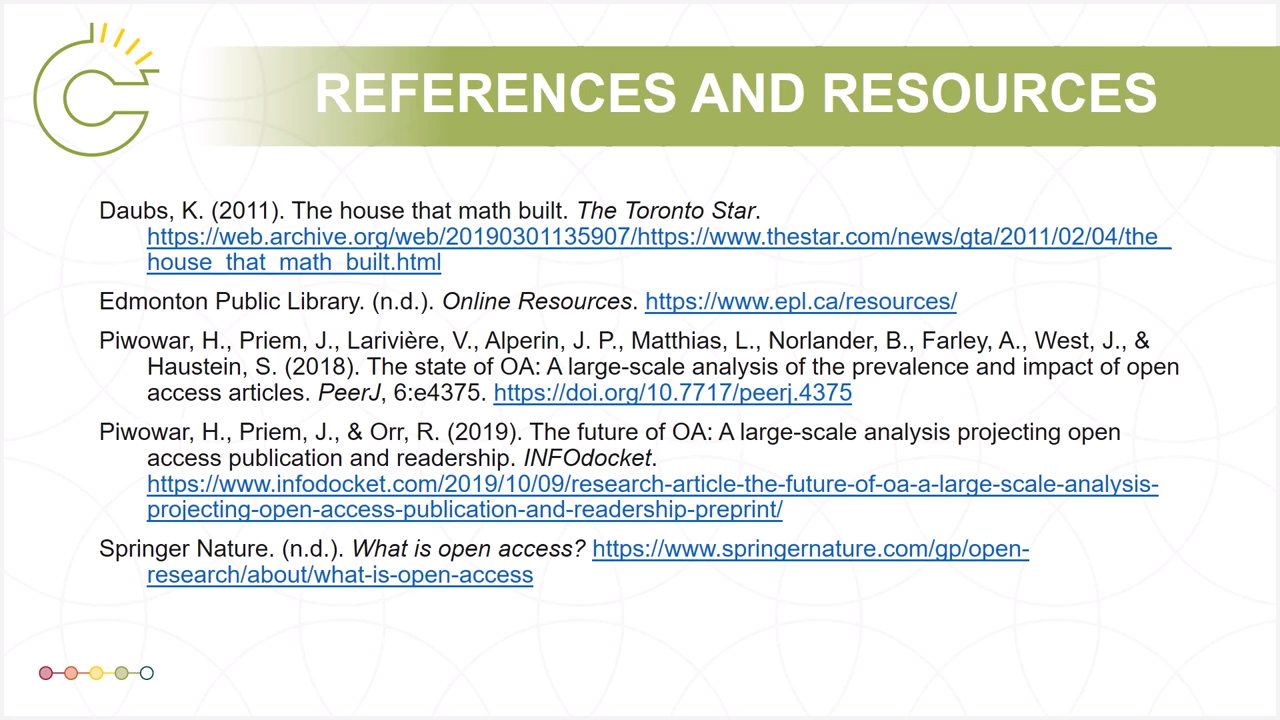 REFERENCES AND RESOURCES
Daubs, K. (2011). The house that math built. The Toronto Star.
https://web.archive.org/web/20190301135907/https://www.thestar.com/news/gta/2011/02/04/the_
house_that_math_built.html
Edmonton Public Library. (n.d.). Online Resources. https://www.epl.ca/resources/
Piwowar, H., Priem, J., Larivière, V., Alperin, J. P., Matthias, L., Norlander, B., Farley, A., West, J., &
Haustein, S. (2018). The state of OA: A large-scale analysis of the prevalence and impact of open
access articles. PeerJ, 6:e4375. https://doi.org/10.7717/peerj.4375
Piwowar, H., Priem, J., & Orr, R. (2019). The future of OA: A large-scale analysis projecting open
access publication and readership. INFOdocket.
https://www.infodocket.com/2019/10/09/research-article-the-future-of-oa-a-large-scale-analysis-
projecting-open-access-publication-and-readership-preprint/
Springer Nature. (n.d.). What is open access? https://www.springernature.com/gp/open-
research/about/what-is-open-access